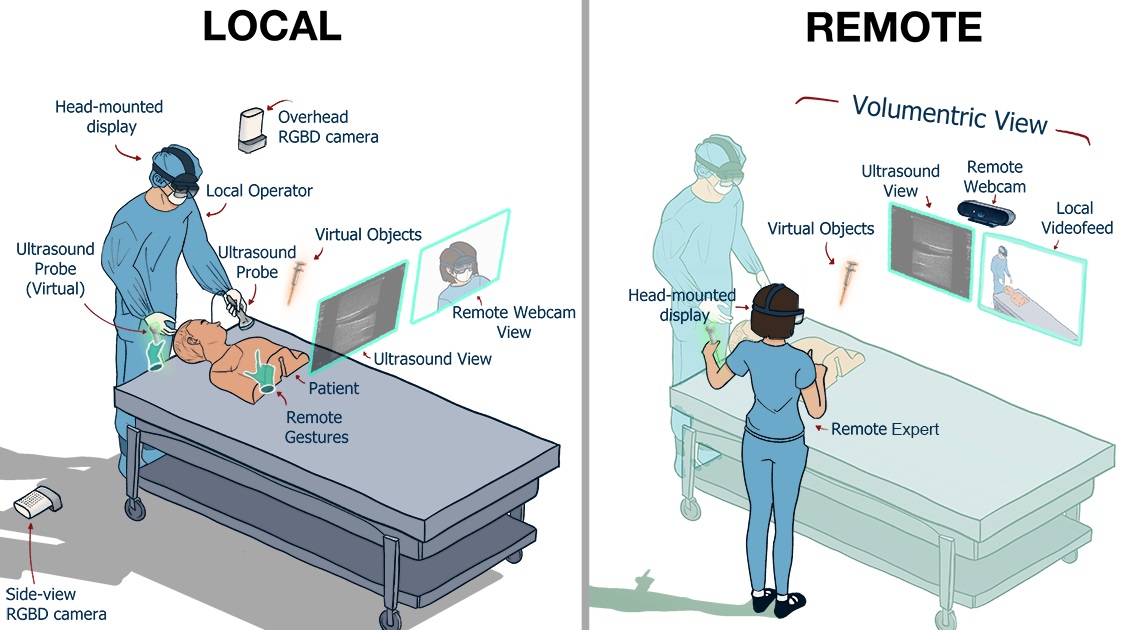 LOCAL
Head-mounted
display
Overhead
RGBD camera
Local Operator
Ultrasound
Probe
(Virtual)
Ultrasound
Probe
Virtual Objects
Remote Webcam
View
Ultrasound View
Patient
Remote
Gestures
Side-view
RGBD camera
REMOTE
Volumentric View
Ultrasound
View
Remote
Webcam
Local
Videofeed
Virtual Objects
Head-mounted
display
Remote Expert